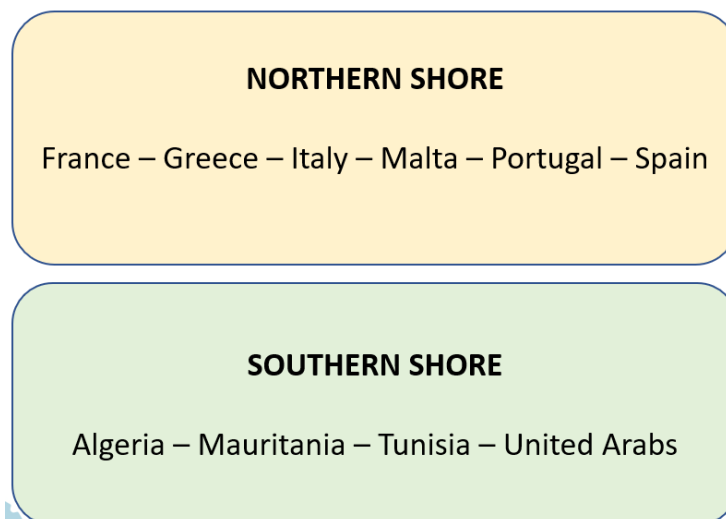 NORTHERN SHORE
France – Greece – Italy – Malta – Portugal – Spain
SOUTHERN SHORE
Algeria – Mauritania – Tunisia – United Arabs